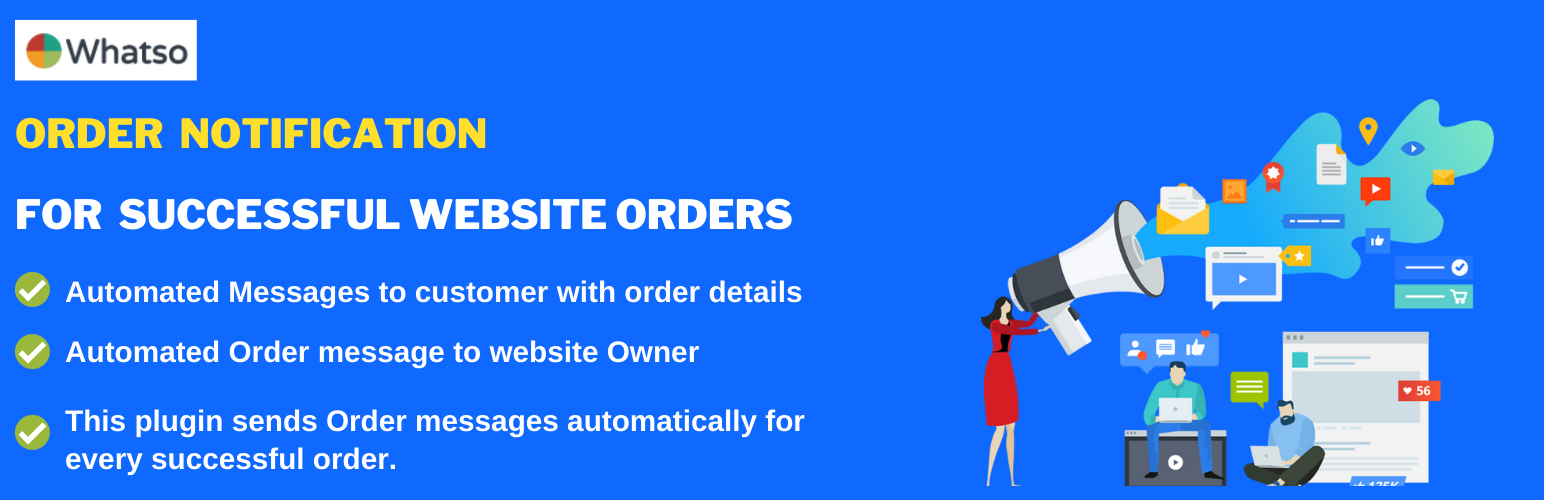 Whatso
ORDER NOTIFICATION
FOR SUCCESSFUL WEBSITE ORDERS
Automated Messages to customer with order details
Automated Order message to website Owner
This plugin sends Order messages automatically for
every successful order.
56
125K